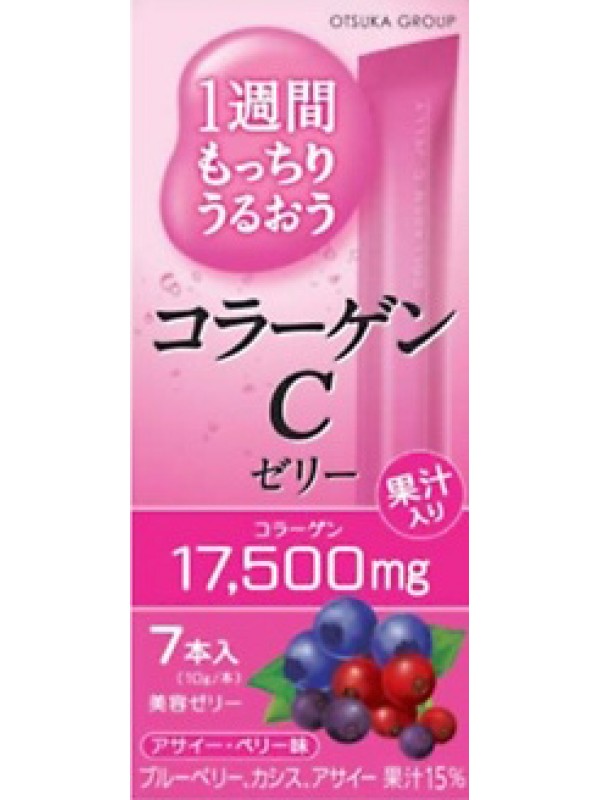 OTSUKA GROUP
1週間
もっちり
うるおう
コラーゲン
C
ゼリー
果汁
入り
コラーゲン
17,500mg
7本入
(10g/本)
美容ゼリー
アサイー・ベリー味
ブルーベリー、カシス、アサイー 果汁15%